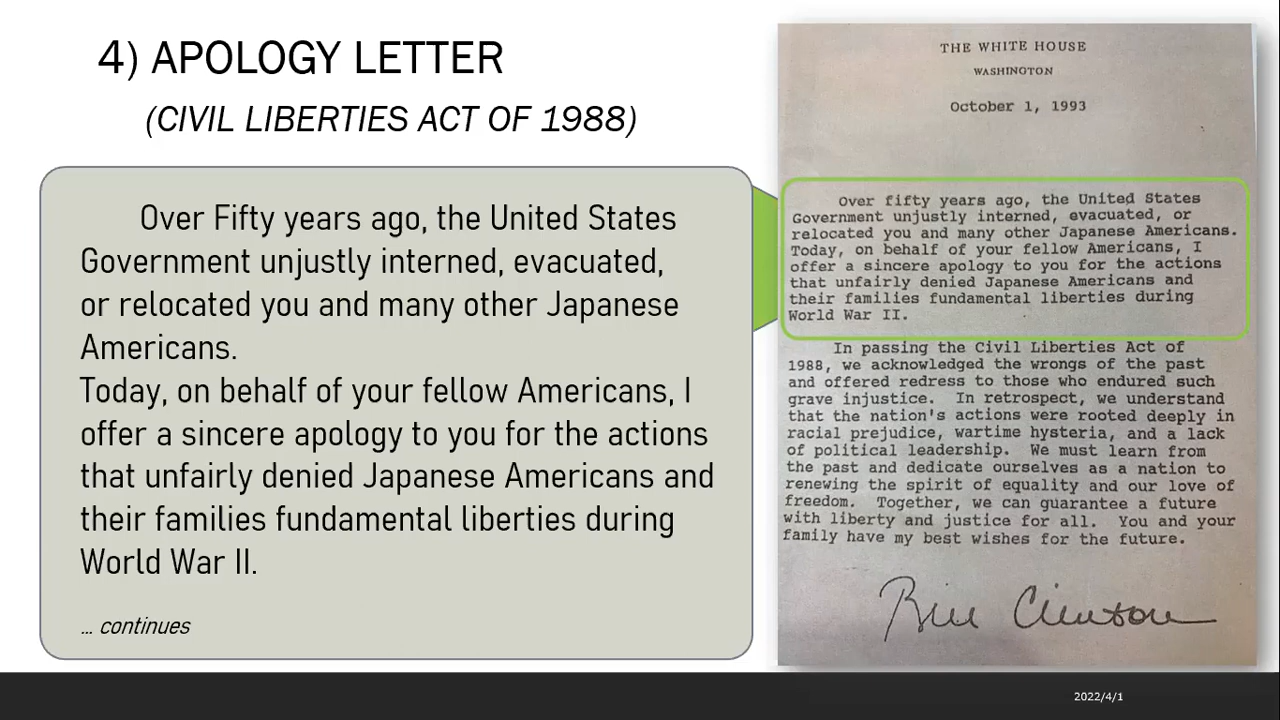 4) APOLOGY LETTER
(CIVIL LIBERTIES ACT OF 1988)
Over Fifty years ago, the United States
Government unjustly interned, evacuated,
or relocated you and many other Japanese
Americans.
Today, on behalf of your fellow Americans, I
offer a sincere apology to you for the actions
that unfairly denied Japanese Americans and
their families fundamental liberties during
World War II.
... continues
THE WHITE HOUSE
WASHINGTON
October 1, 1993
Over fifty years ago, the United States
Government unjustly interned, evacuated, or
relocated you and many other Japanese Americans.
Today, on behalf of your fellow Americans, I
offer a sincere apology to you for the actions
that unfairly denied Japanese Americans and
their families fundamental liberties during
World War II.
In passing the Civil Liberties Act of
1988, we acknowledged the wrongs of the past
and offered redress to those who endured such
grave injustice. In retrospect, we understand
that the nation's actions were rooted deeply in
racial prejudice, wartime hysteria, and a lack
of political leadership. We must learn from
the past and dedicate ourselves as a nation to
renewing the spirit of equality and our love of
freedom. Together, we can guarantee a future
with liberty and justice for all. You and your
family have my best wishes for the future.
Bill Clinton
2022/4/1